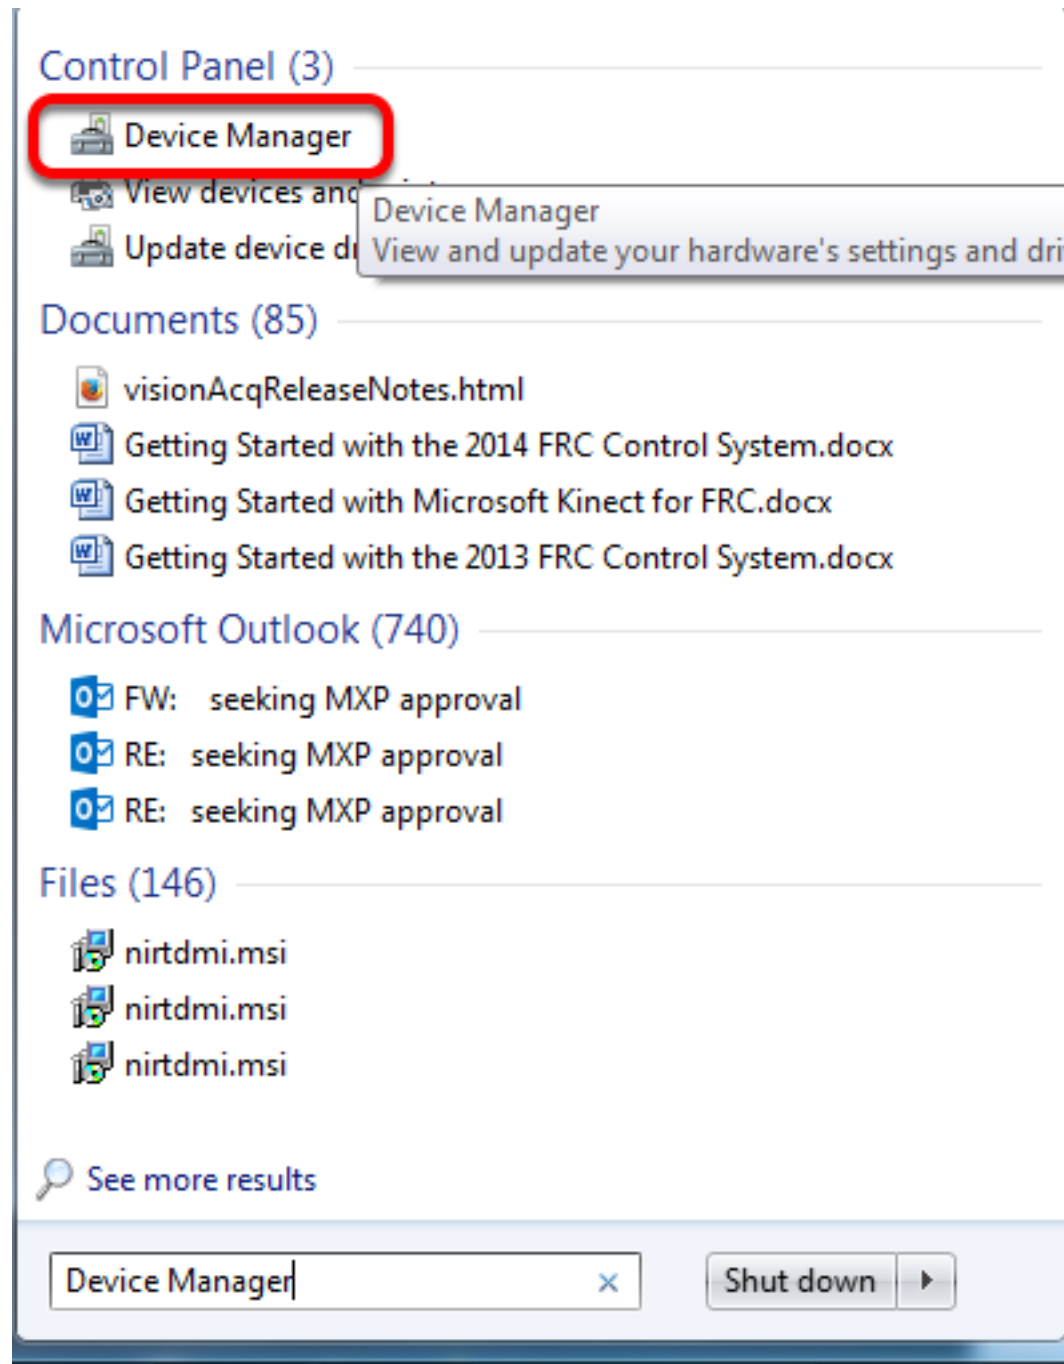 Control Panel (3)
Device Manager
View devices and
Device Manager
Update device
View and update your hardware's settings and
Documents (85)
visionAcqReleaseNotes.html
Getting Started with the 2014 FRC Control System.docx
Getting Started with Microsoft Kinect for FRC.docx
Getting Started with the 2013 FRC Control System.docx
Microsoft Outlook (740)
FW: seeking MXP approval
RE: seeking MXP approval
RE: seeking MXP approval
Files (146)
nirtdmi.msi
nirtdmi.msi
nirtdmi.msi
See more results
Device Manager
Shut down